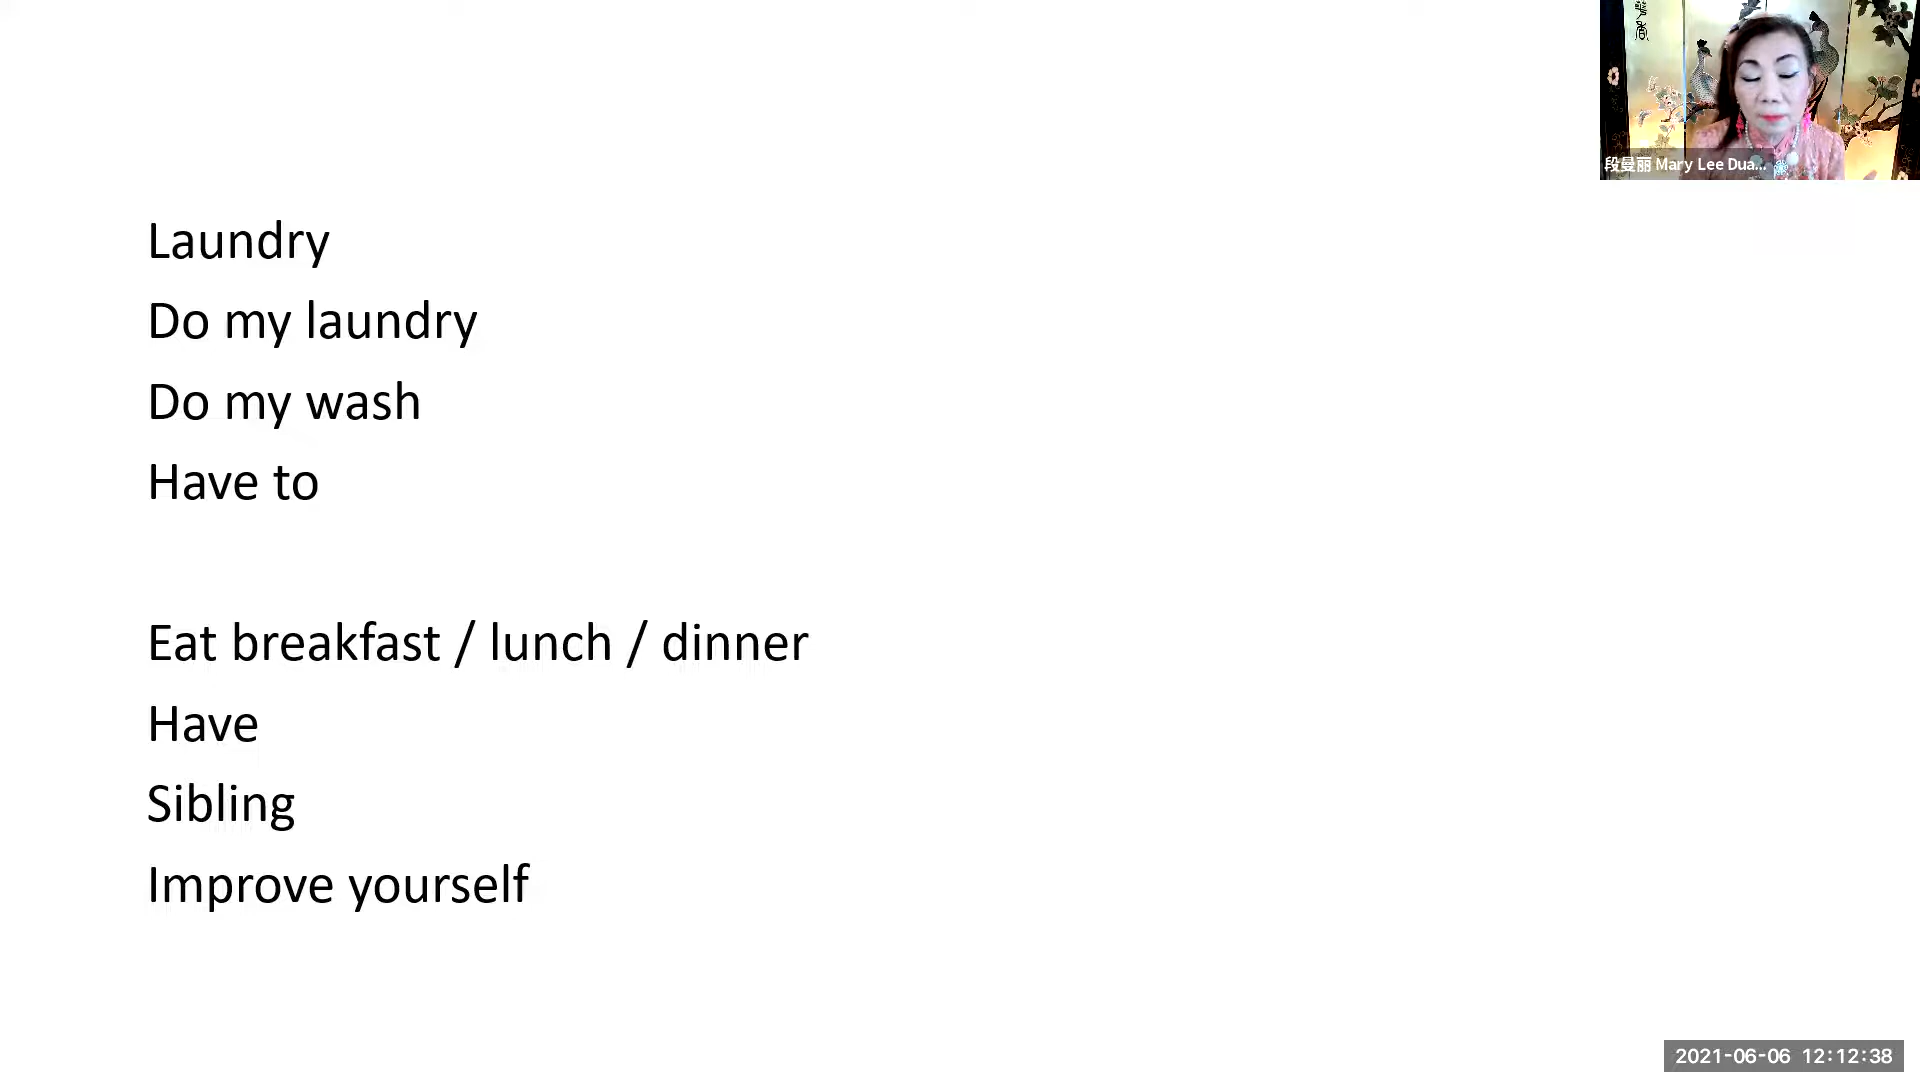 段曼丽 Mary Lee Dua...
Laundry
Do my laundry
Do my wash
Have to
Eat breakfast / lunch / dinner
Have
Sibling
Improve yourself
2021-06-06 12:12:38